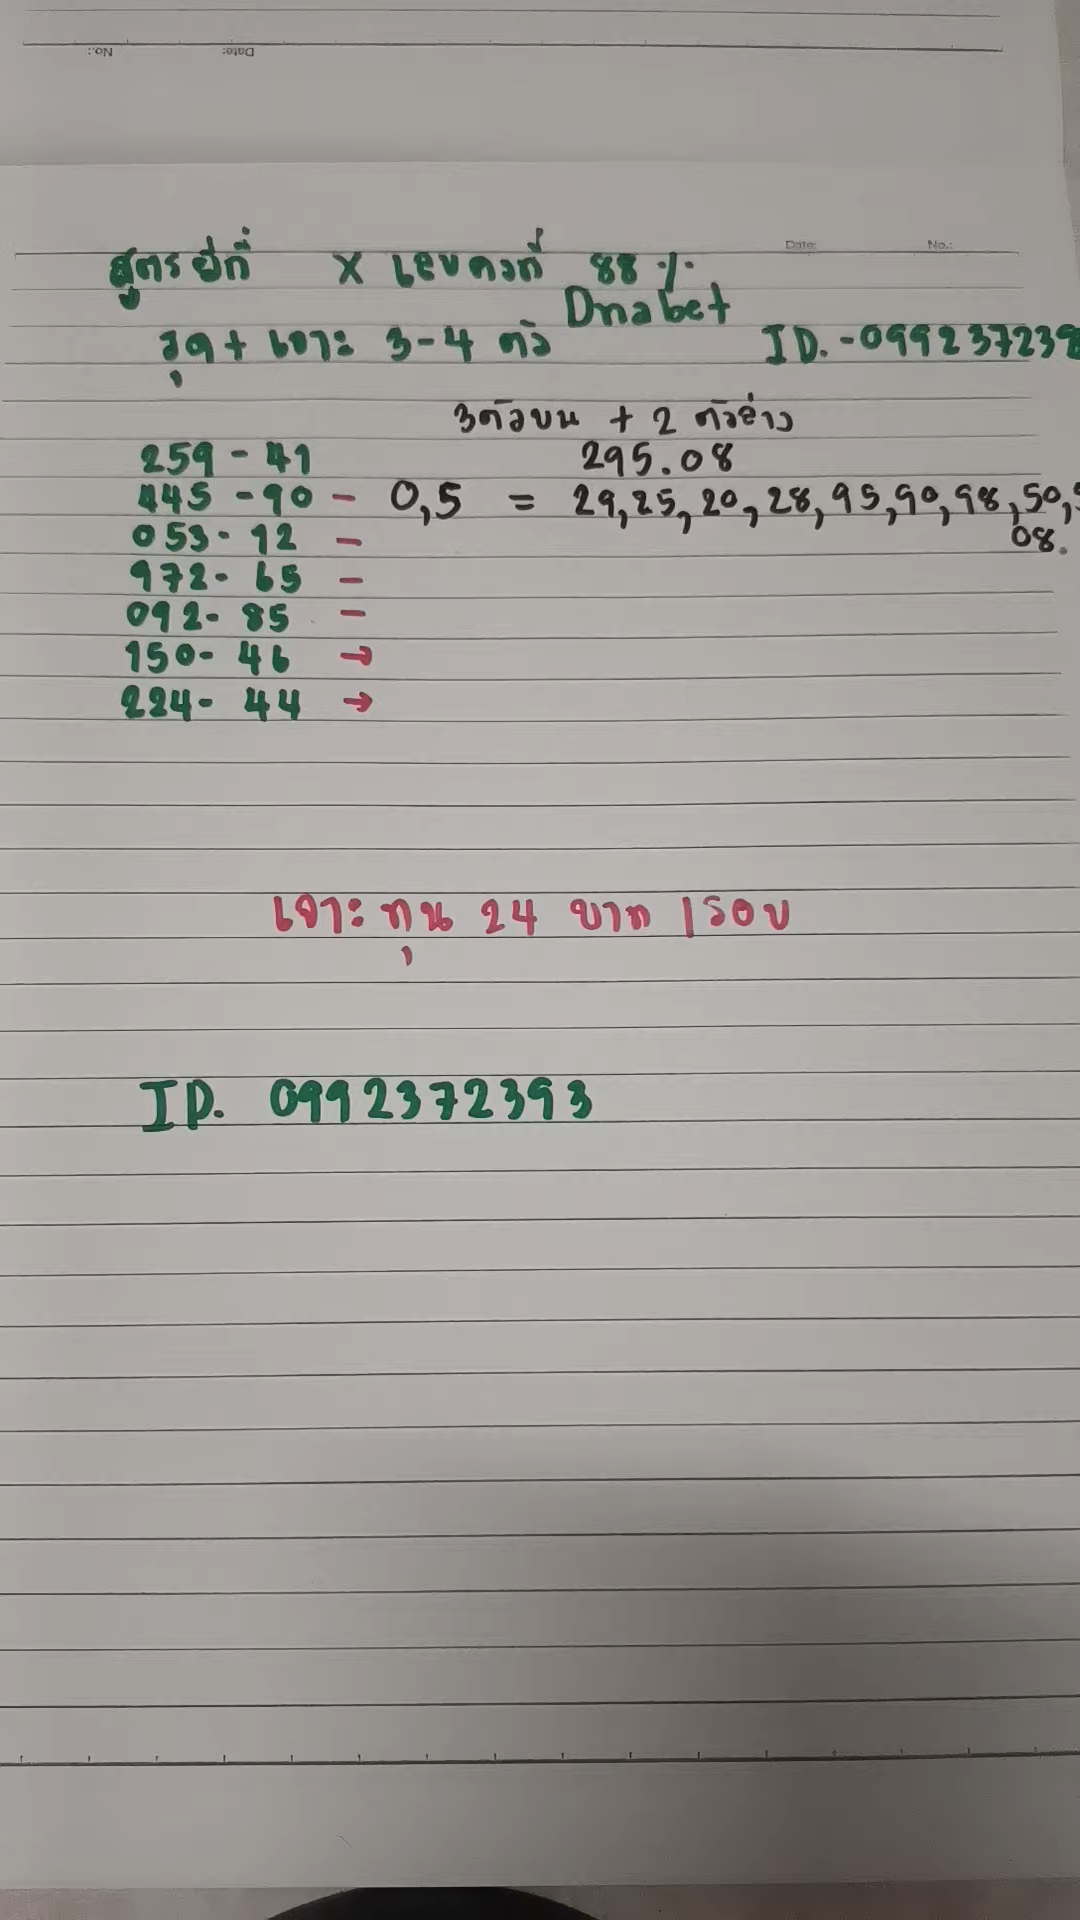 No.: Date:
Date: No.:
สูตรยี่กี่ X เลขคงที่ 88%
Dnabet
รูด + เจาะ 3-4 ตัว ID.-099237239
3ตัวบน + 2 ตัวล่าง
259 - 41 295.08
445 - 90 - 0,5 = 29,25,20,28,95,90,98,50,
053 - 12 - 08.
972 - 65 -
092 - 85 -
150 - 46 →
224 - 44 →
เจาะ ทุน 24 บาท /รอบ
ID. 0992372393